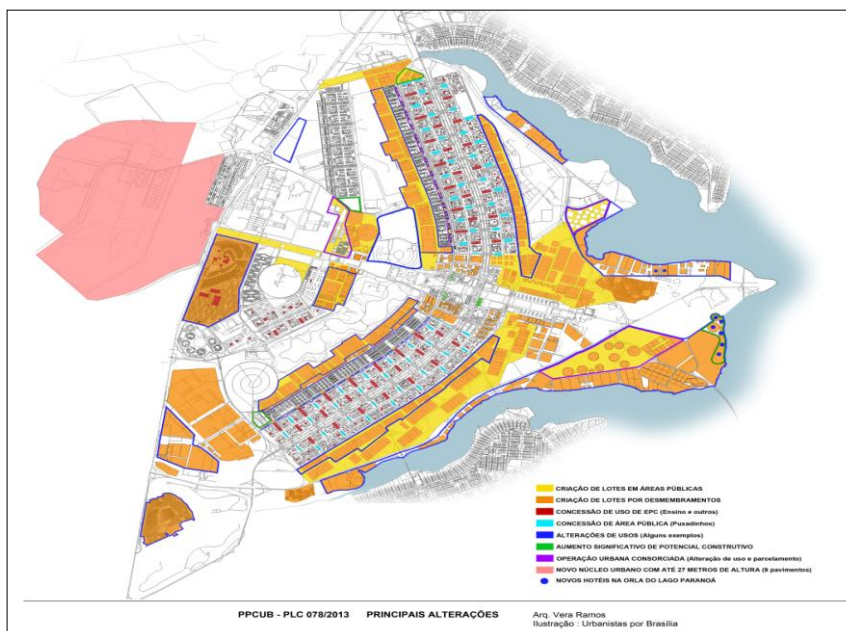 CRIAÇÃO DE LOTES EM ÁREAS PÚBLICAS
CRIAÇÃO DE LOTES POR DESMEMBRAMENTOS
CONCESSÃO DE USO DE EPC (Ensino e outros)
CONCESSÃO DE ÁREA PÚBLICA (Puxadinhos)
ALTERAÇÕES DE USOS (Alguns exemplos)
AUMENTO SIGNIFICATIVO DE POTENCIAL CONSTRUTIVO
OPERAÇÃO URBANA CONSORCIADA (Alteração de uso e parcelamento)
NOVO NÚCLEO URBANO COM ATÉ 27 METROS DE ALTURA (9 pavimentos)
NOVOS HOTÉIS NA ORLA DO LAGO PARANOÁ
PPCUB - PLC 078/2013 PRINCIPAIS ALTERAÇÕES
Arq. Vera Ramos
Ilustração : Urbanistas por Brasília